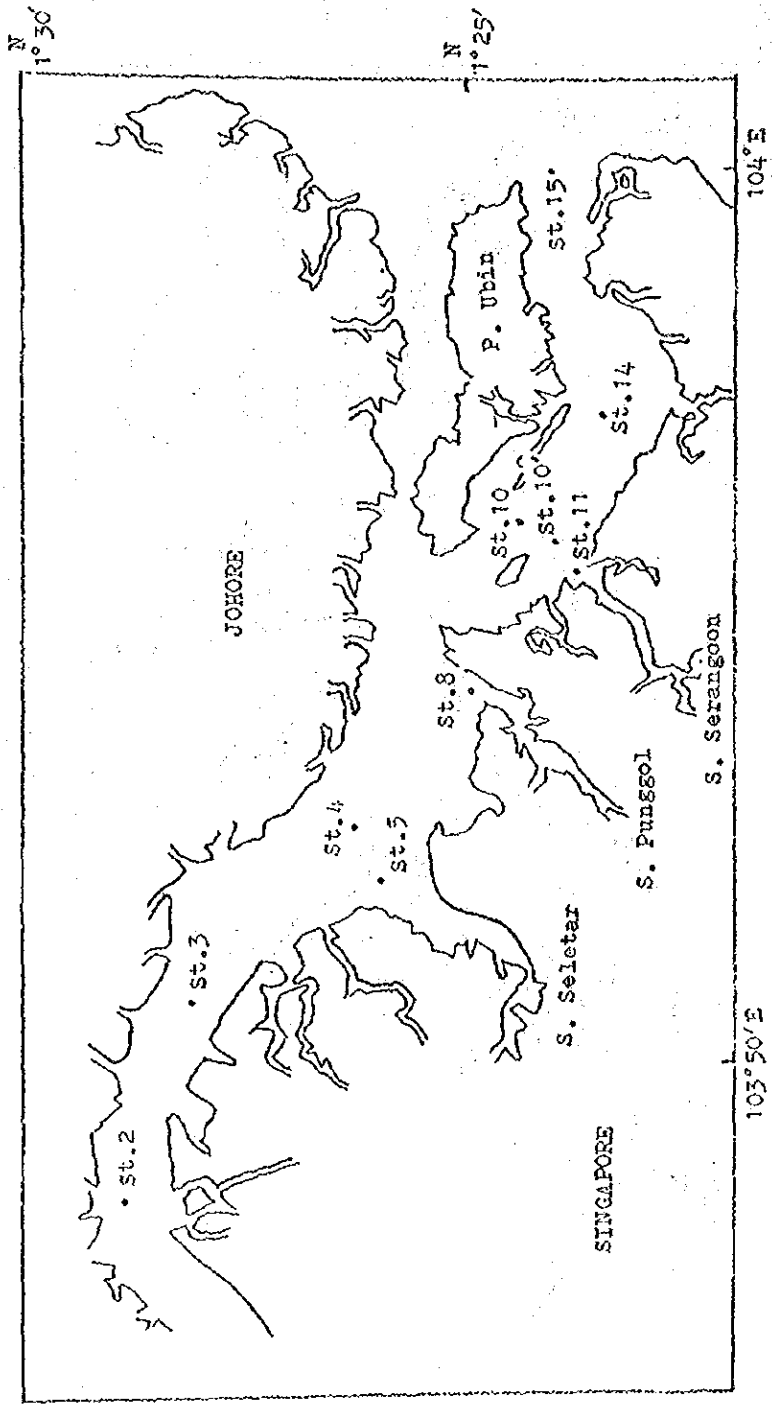 N
1°30'
N
1°25'
104°E
103°50'E
JOHORE
SINGAPORE
P. Ubin
S. Seletar
S. Punggol
S. Serangoon
St.2
St.3
St.4
St.5
St.8
St.10
St.10'
St.11
St.14
St.15